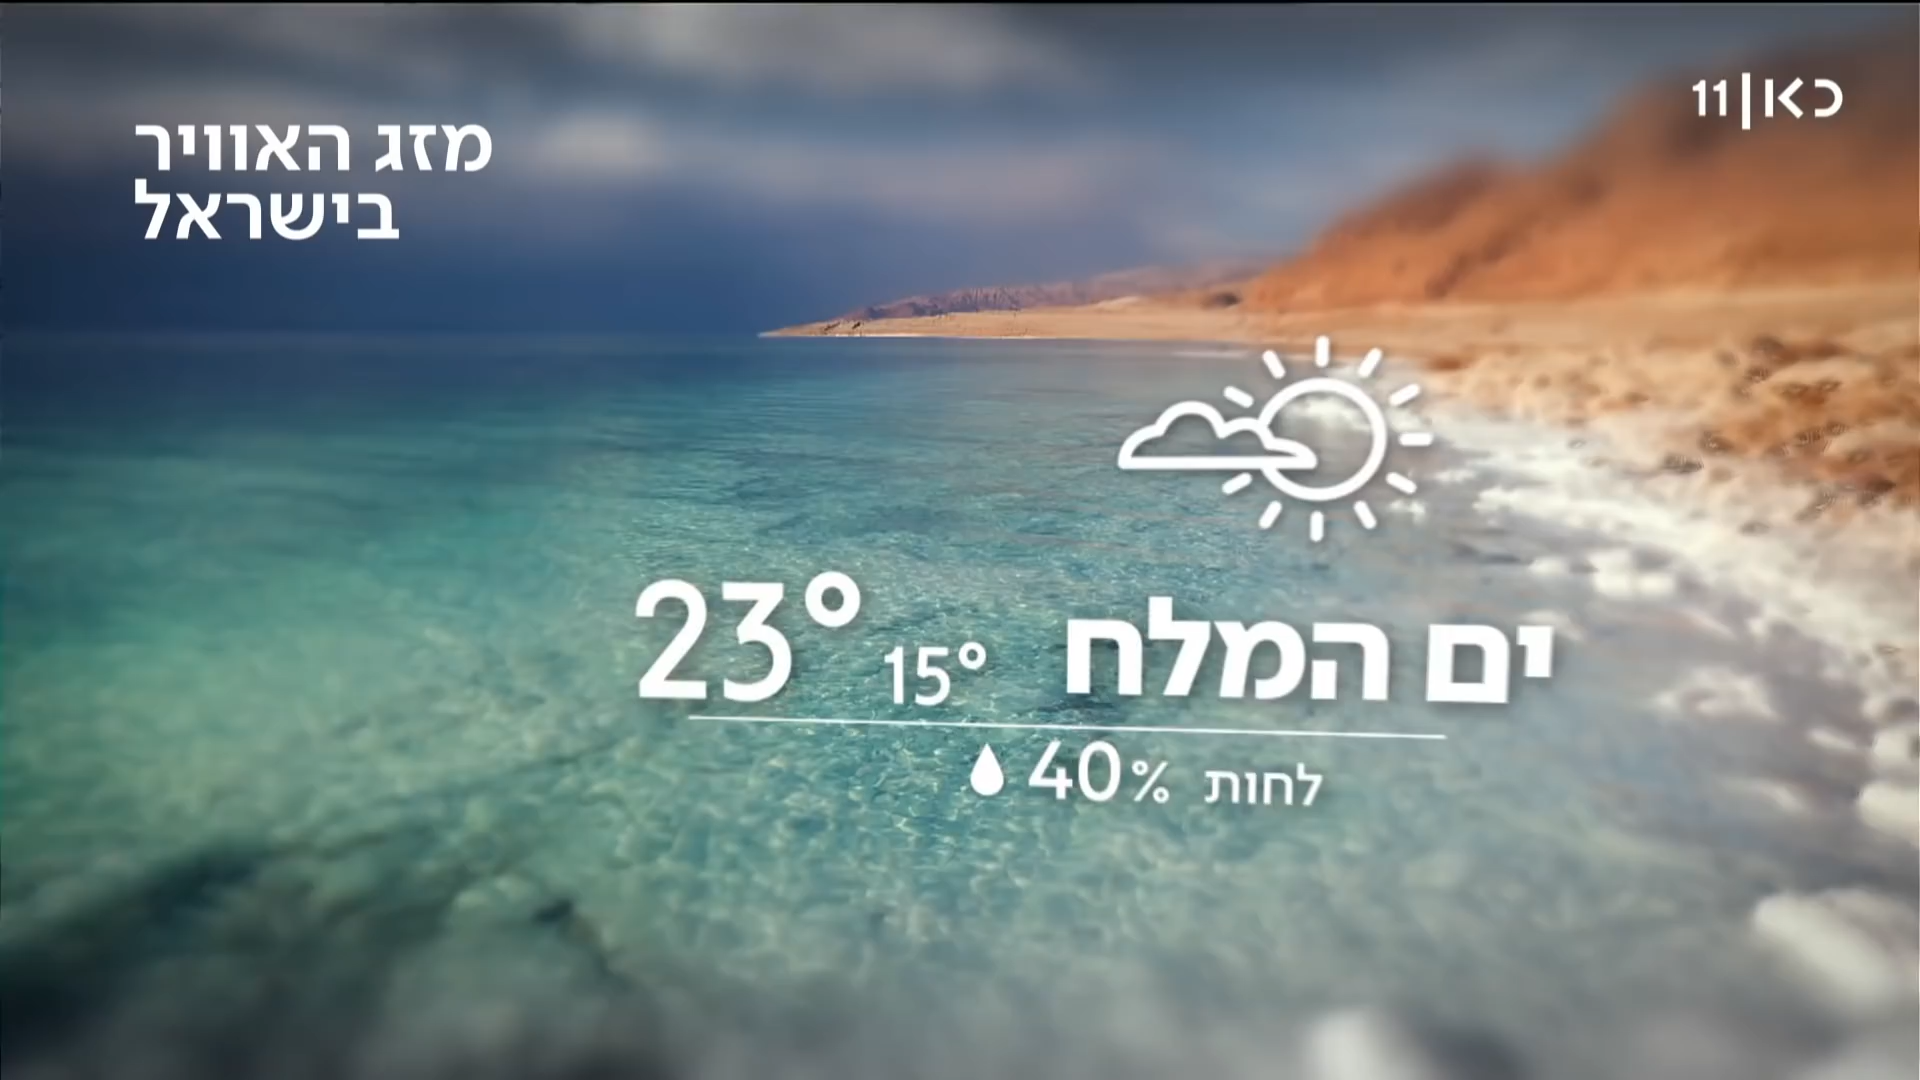 כאן 11
מזג האוויר
בישראל
ים המלח 15° 23°
לחות 40%